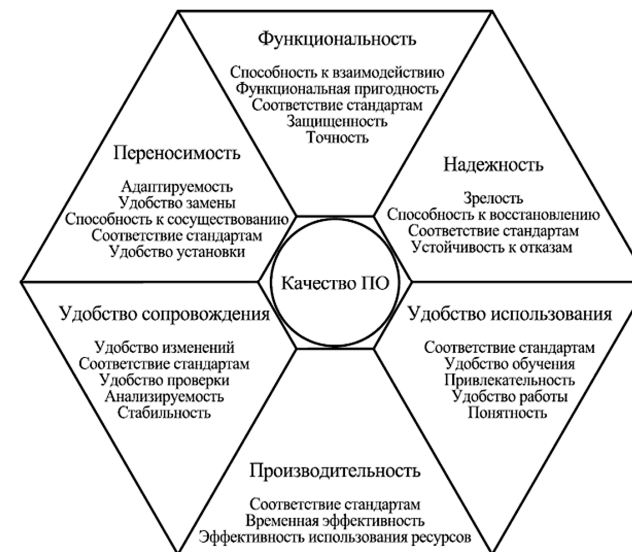 Функциональность
Способность к взаимодействию
Функциональная пригодность
Соответствие стандартам
Защищенность
Точность
Переносимость
Адаптируемость
Удобство замены
Способность к сосуществованию
Соответствие стандартам
Удобство установки
Надежность
Зрелость
Способность к восстановлению
Соответствие стандартам
Устойчивость к отказам
Качество ПО
Удобство сопровождения
Удобство изменений
Соответствие стандартам
Удобство проверки
Анализируемость
Стабильность
Удобство использования
Соответствие стандартам
Удобство обучения
Привлекательность
Удобство работы
Понятность
Производительность
Соответствие стандартам
Временная эффективность
Эффективность использования ресурсов